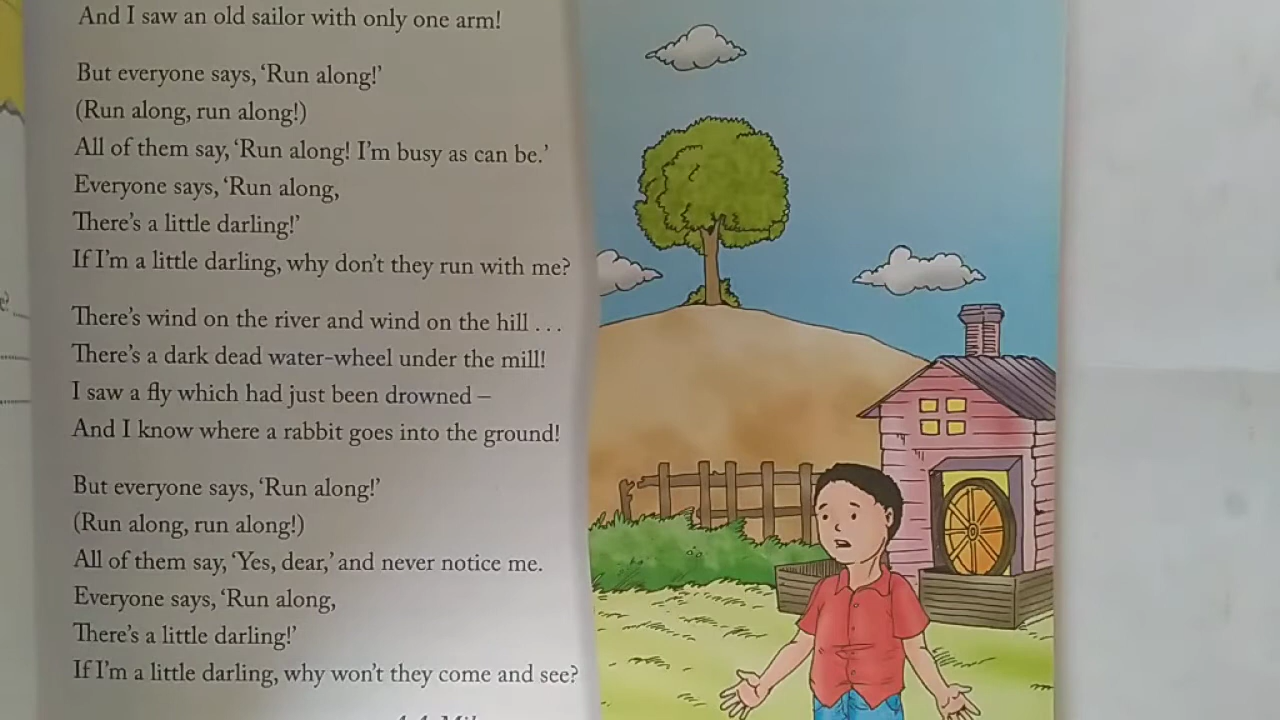 And I saw an old sailor with only one arm!
But everyone says, ‘Run along!’
(Run along, run along!)
All of them say, ‘Run along! I’m busy as can be.’
Everyone says, ‘Run along,
There’s a little darling!’
If I’m a little darling, why don’t they run with me?
There’s wind on the river and wind on the hill . . .
There’s a dark dead water-wheel under the mill!
I saw a fly which had just been drowned –
And I know where a rabbit goes into the ground!
But everyone says, ‘Run along!’
(Run along, run along!)
All of them say, ‘Yes, dear,’ and never notice me.
Everyone says, ‘Run along,
There’s a little darling!’
If I’m a little darling, why won’t they come and see?